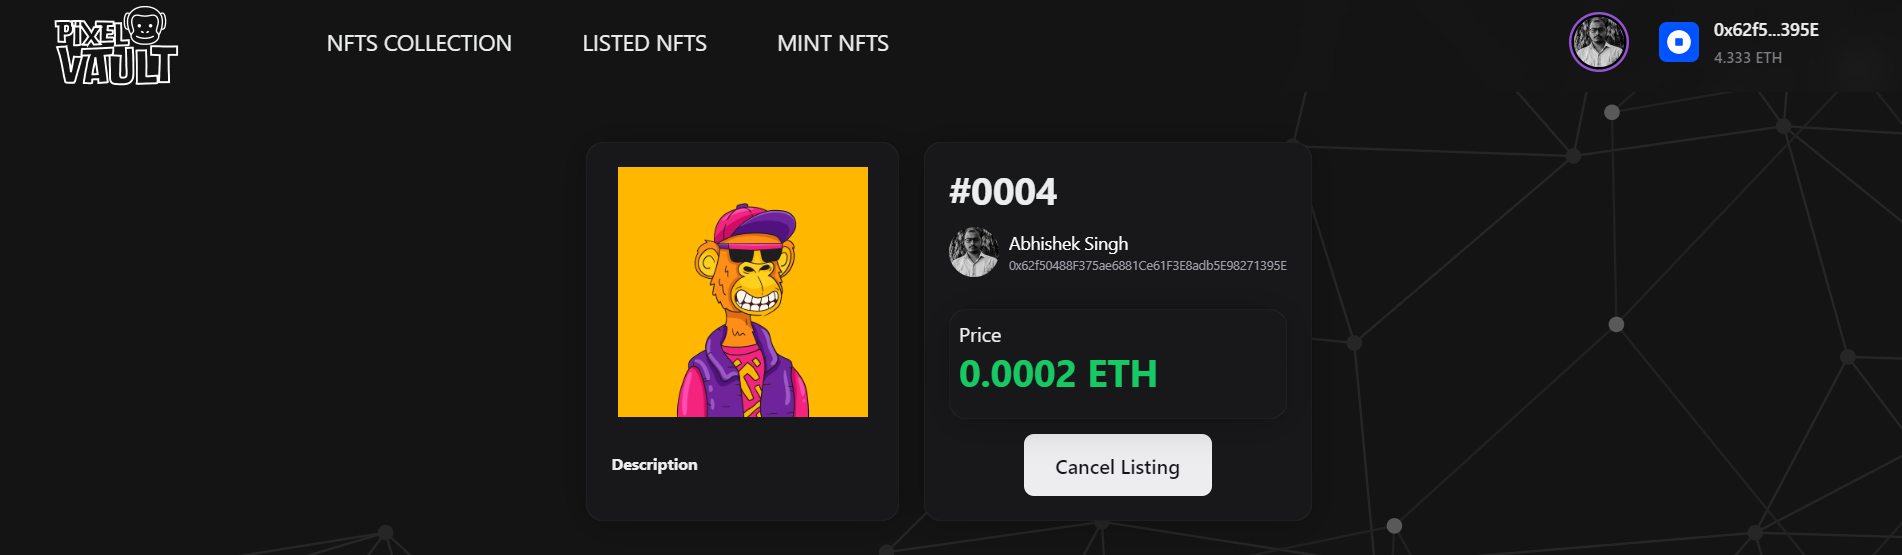 PIXEL
VAULT
NFTS COLLECTION
LISTED NFTS
MINT NFTS
0x62f5...395E
4.333 ETH
Description
#0004
Abhishek Singh
0x62f50488F375ae6881Ce61F3E8adb5E98271395E
Price
0.0002 ETH
Cancel Listing